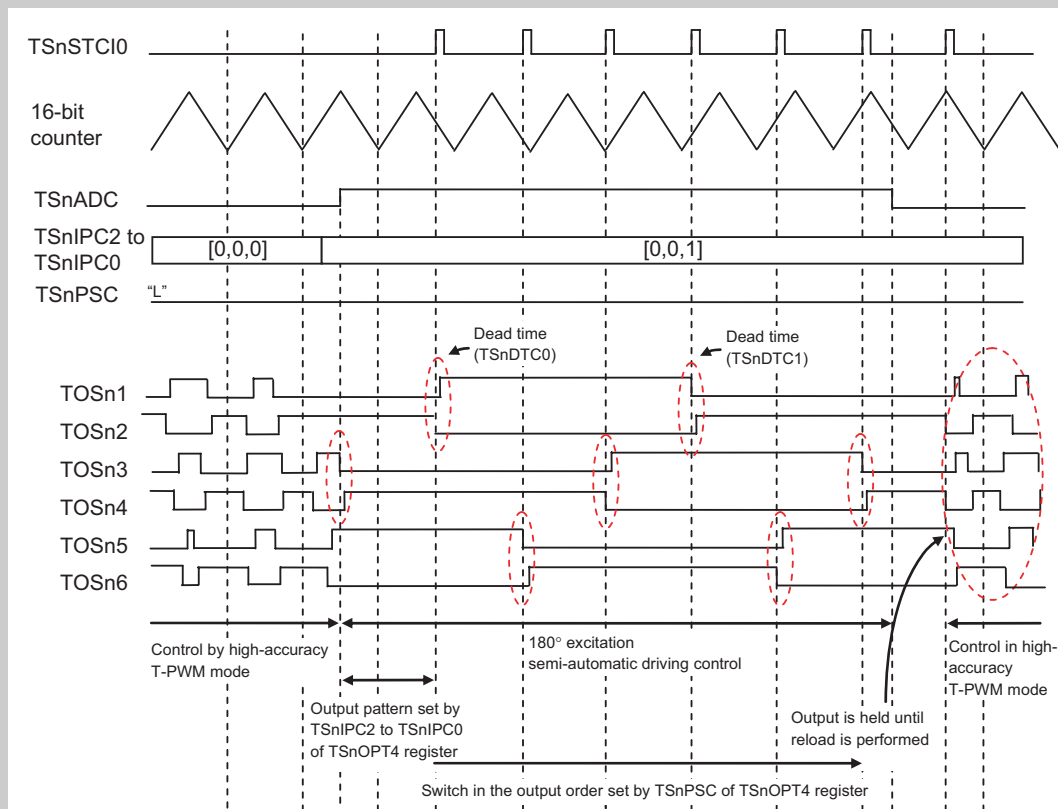 TSnSTCI0
16-bit
counter
TSnADC
TSnIPC2 to
TSnIPC0
[0,0,0]
[0,0,1]
TSnPSC
“L”
Dead time
(TSnDTC0)
Dead time
(TSnDTC1)
TOSn1
TOSn2
TOSn3
TOSn4
TOSn5
TOSn6
Control by high-accuracy
T-PWM mode
180° excitation
semi-automatic driving control
Control in high-
accuracy
T-PWM mode
Output pattern set by
TSnIPC2 to TSnIPC0
of TSnOPT4 register
Output is held until
reload is performed
Switch in the output order set by TSnPSC of TSnOPT4 register